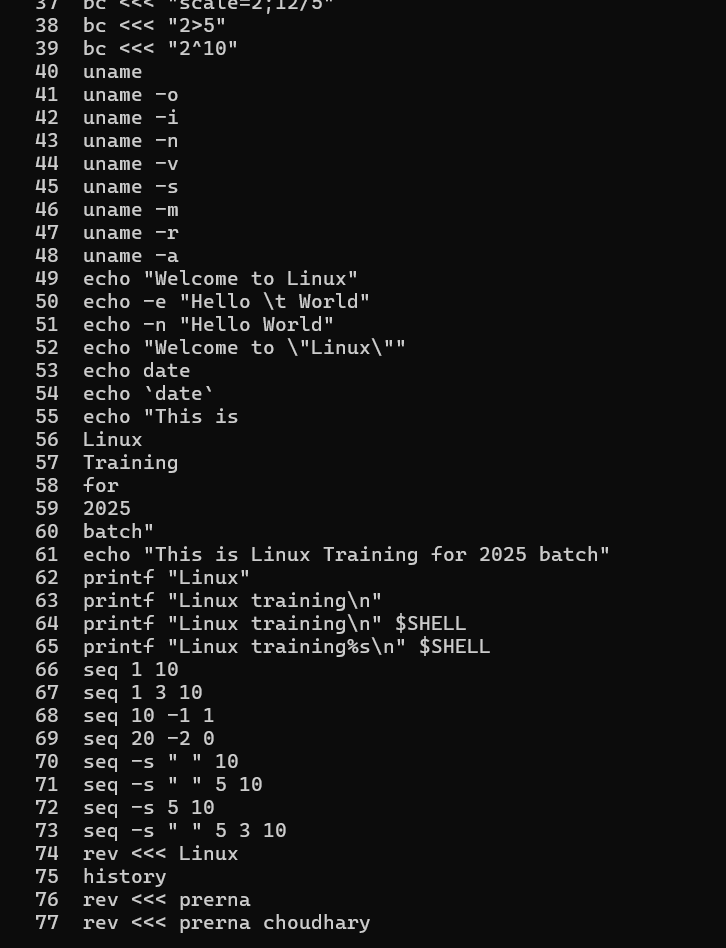 37 bc <<< "scale=2;12/5"
38 bc <<< "2>5"
39 bc <<< "2^10"
40 uname
41 uname -o
42 uname -i
43 uname -n
44 uname -v
45 uname -s
46 uname -m
47 uname -r
48 uname -a
49 echo "Welcome to Linux"
50 echo -e "Hello \t World"
51 echo -n "Hello World"
52 echo "Welcome to \"Linux\""
53 echo date
54 echo `date`
55 echo "This is
56 Linux
57 Training
58 for
59 2025
60 batch"
61 echo "This is Linux Training for 2025 batch"
62 printf "Linux"
63 printf "Linux training\n"
64 printf "Linux training\n" $SHELL
65 printf "Linux training%s\n" $SHELL
66 seq 1 10
67 seq 1 3 10
68 seq 10 -1 1
69 seq 20 -2 0
70 seq -s " " 10
71 seq -s " " 5 10
72 seq -s 5 10
73 seq -s " " 5 3 10
74 rev <<< Linux
75 history
76 rev <<< prerna
77 rev <<< prerna choudhary